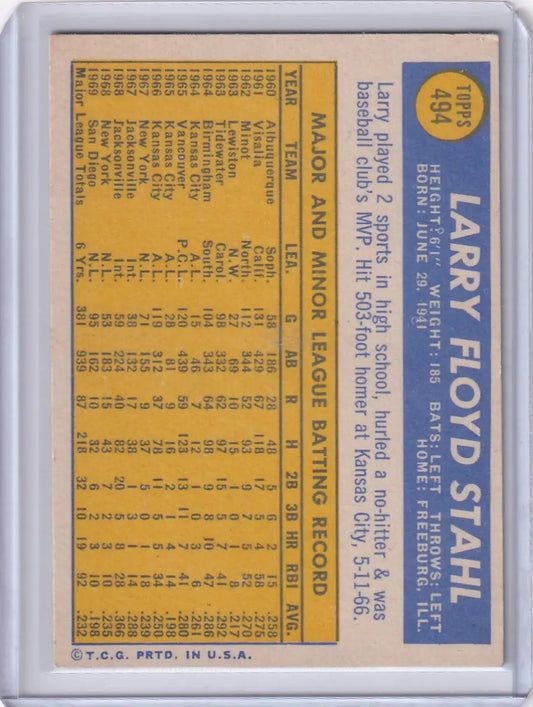 TOPPS
494
LARRY FLOYD STAHL
HEIGHT: 6'1" WEIGHT: 185 BATS: LEFT THROWS: LEFT
BORN: JUNE 29, 1941 HOME: FREEBURG, ILL.
Larry played 2 sports in high school, hurled a no-hitter & was
baseball club's MVP. Hit 503-foot homer at Kansas City, 5-11-66.
MAJOR AND MINOR LEAGUE BATTING RECORD
YEAR TEAM LEA. G AB R H 2B 3B HR RBI AVG.
1960 Albuquerque Soph. 58 186 28 48 5 6 2 15 .258
1961 Visalia Calif. 131 429 67 118 17 58 .275
1962 Minot North. 112 344 52 93 9 7 5 52 .270
1963 Lewiston N.W. 27 69 10 15 1 0 1 8 .217
1963 Tidewater Carol. 98 332 62 97 15 .292
1964 Birmingham South. 104 343 64 98 9 8 10 47 .286
1964 Kansas City A.L. 15 46 7 12 1 0 3 6 .261
1965 Vancouver P.C.L. 126 439 59 123 13 11 7 41 .280
1965 Kansas City A.L. 28 81 9 16 2 1 4 14 .198
1966 Kansas City A.L. 119 312 37 78 11 5 5 34 .250
1967 New York N.L. 71 155 9 37 5 0 1 18 .239
1967 Jacksonville Int. 38 132 17 38 1 1 3 14 .288
1968 Jacksonville Int. 59 224 40 82 20 5 8 28 .366
1968 New York N.L. 53 183 15 43 7 2 3 10 .235
1969 San Diego N.L. 95 162 10 32 6 2 3 10 .198
Major League Totals 6 Yrs. 381 939 87 218 32 10 19 92 .232
© T.C.G. PRTD. IN U.S.A.